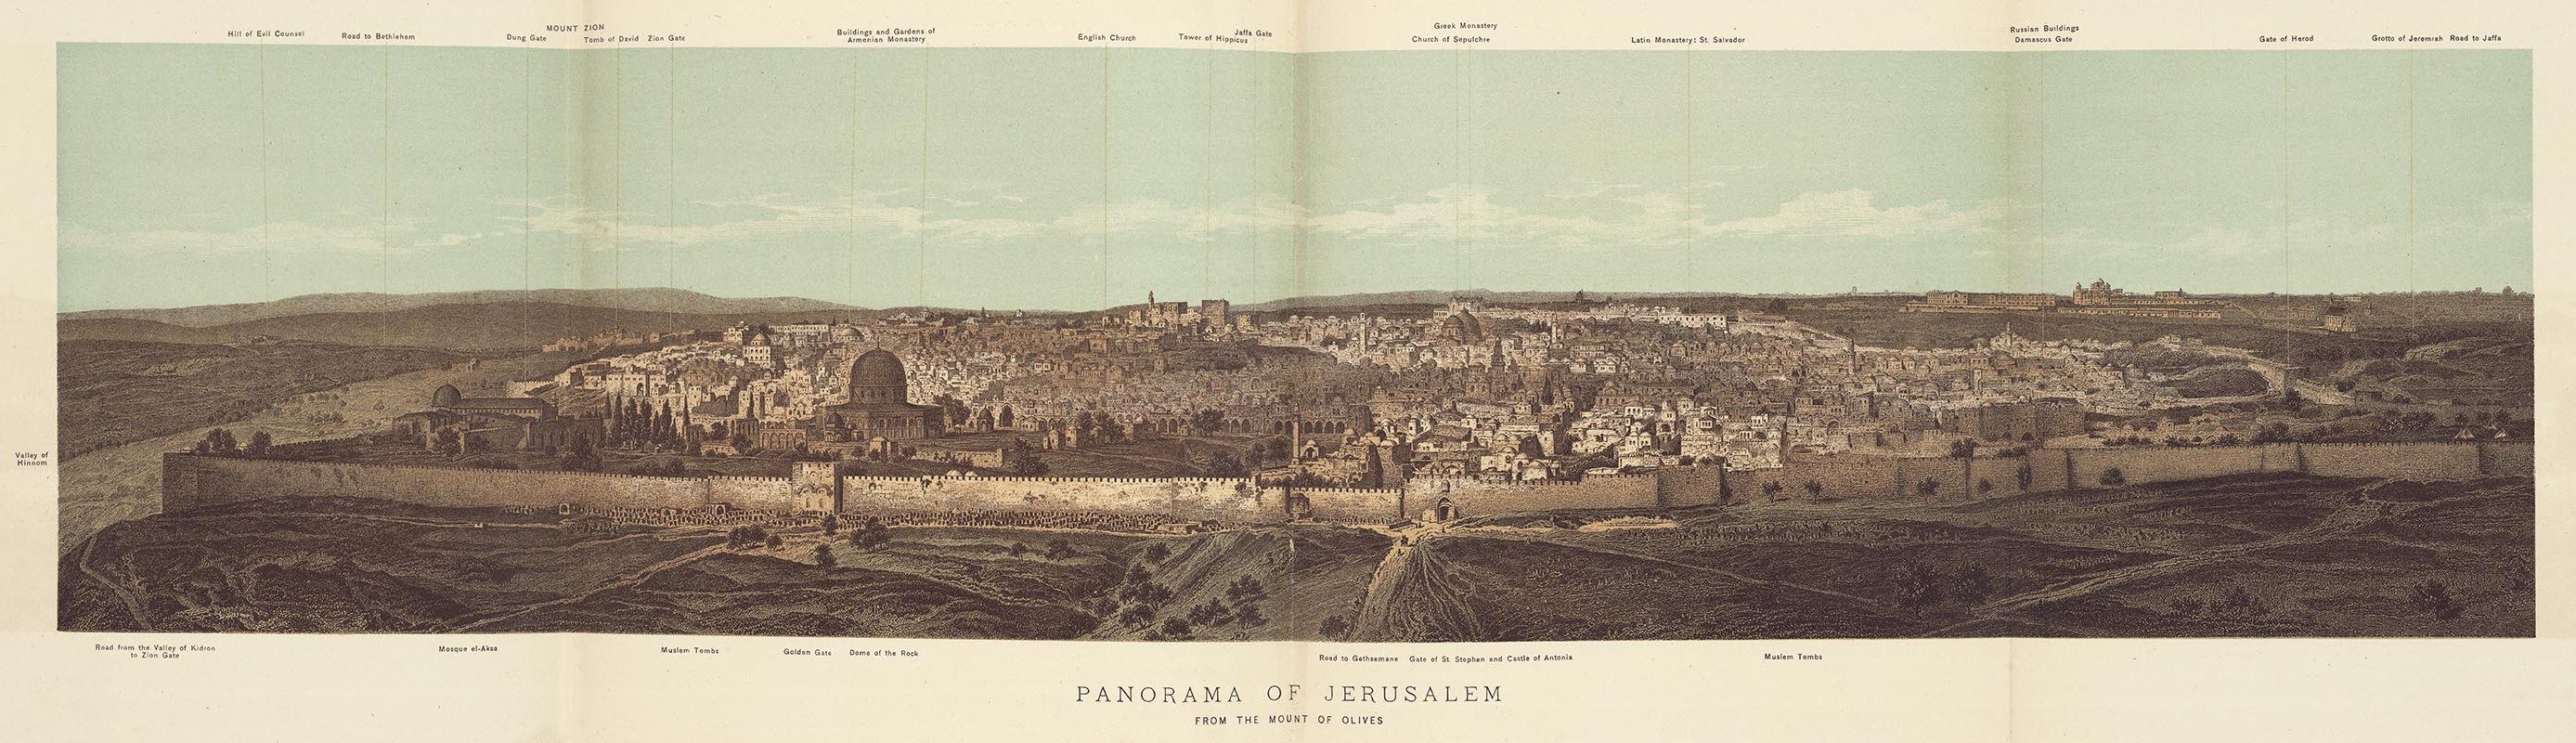 MOUNT ZION
Hill of Evil Counsel
Road to Bethlehem
Dung Gate
Tomb of David
Zion Gate
Buildings and Gardens of
Armenian Monastery
English Church
Jaffa Gate
Tower of Hippicus
Greek Monastery
Church of Sepulchre
Latin Monastery: St. Salvador
Russian Buildings
Damascus Gate
Gate of Herod
Grotto of Jeremiah
Road to Jaffa
Valley of
Hinnom
Road from the Valley of Kidron
to Zion Gate
Mosque el-Aksa
Muslem Tombs
Golden Gate
Dome of the Rock
Road to Gethsemane
Gate of St. Stephen and Castle of Antonia
Muslem Tombs
PANORAMA OF JERUSALEM
FROM THE MOUNT OF OLIVES